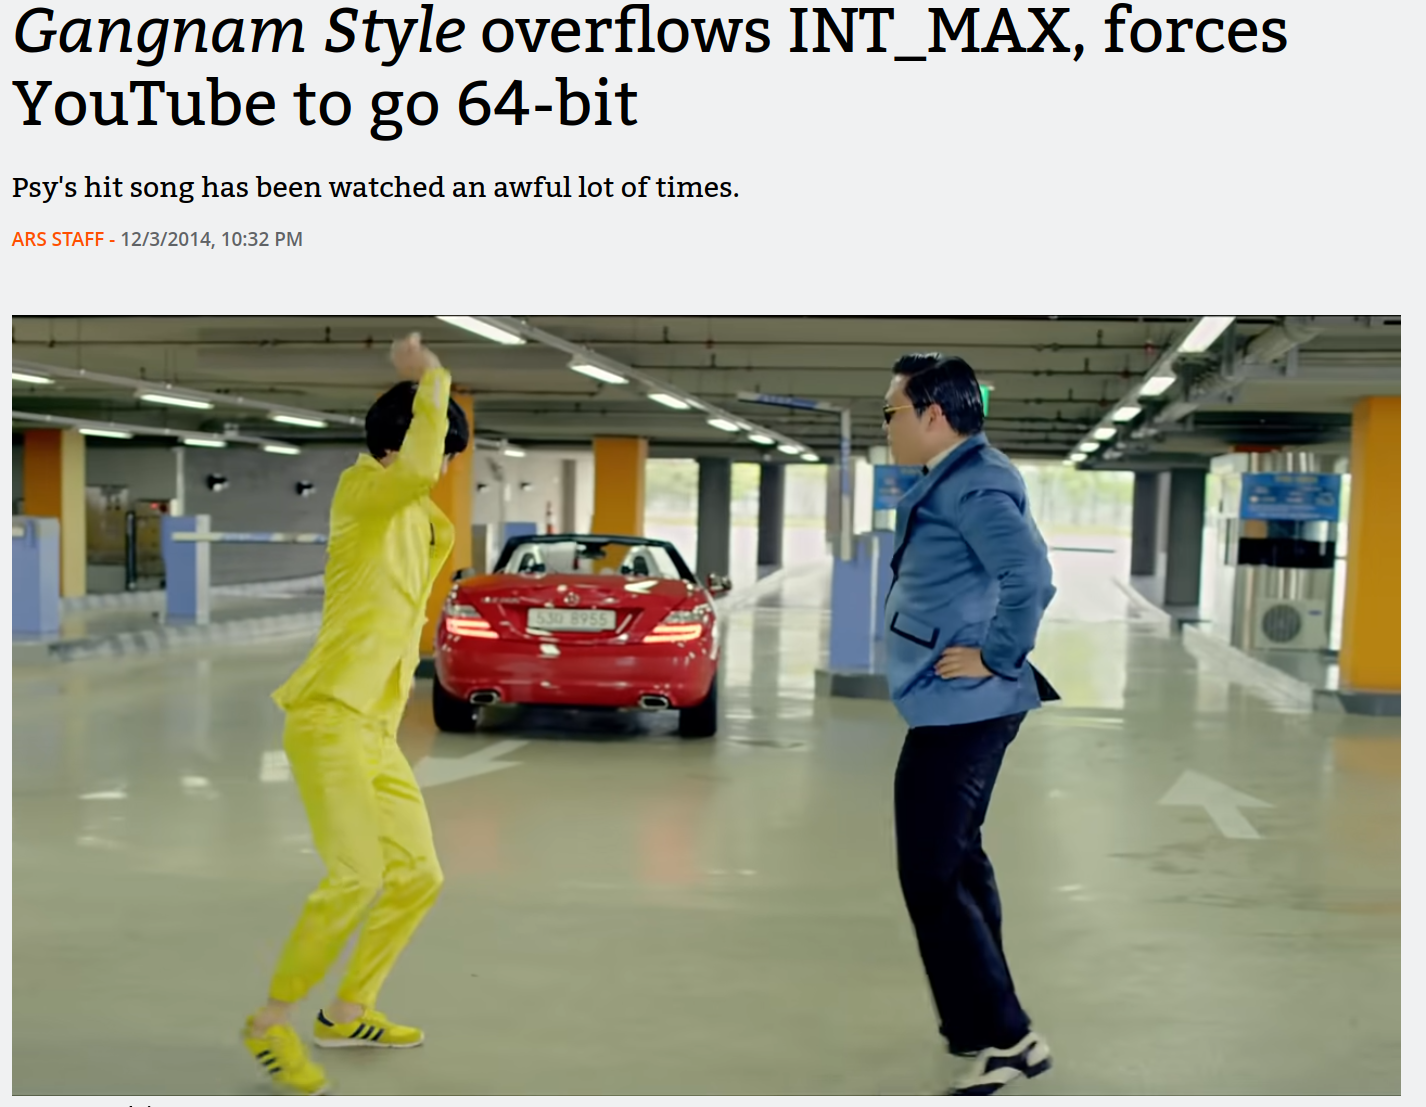 Gangnam Style overflows INT_MAX, forces
YouTube to go 64-bit
Psy's hit song has been watched an awful lot of times.
ARS STAFF - 12/3/2014, 10:32 PM